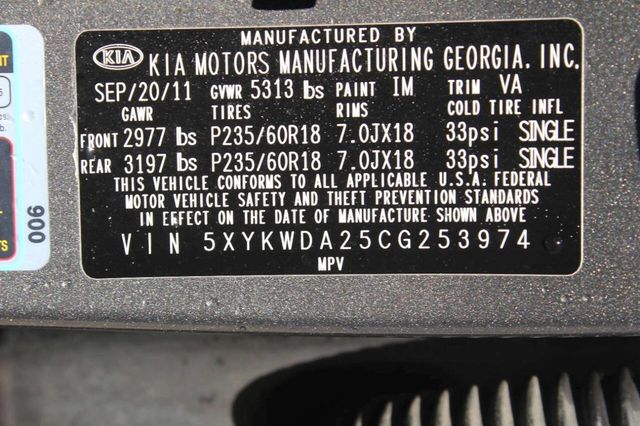 MANUFACTURED BY
KIA KIA MOTORS MANUFACTURING GEORGIA, INC.
SEP/20/11 GVWR 5313 lbs PAINT IM TRIM VA
GAWR TIRES RIMS COLD TIRE INFL
FRONT 2977 lbs P235/60R18 7.0JX18 33psi SINGLE
REAR 3197 lbs P235/60R18 7.0JX18 33psi SINGLE
THIS VEHICLE CONFORMS TO ALL APPLICABLE U.S.A. FEDERAL
MOTOR VEHICLE SAFETY AND THEFT PREVENTION STANDARDS
IN EFFECT ON THE DATE OF MANUFACTURE SHOWN ABOVE
VIN 5XYKWDA25CG253974
MPV
006